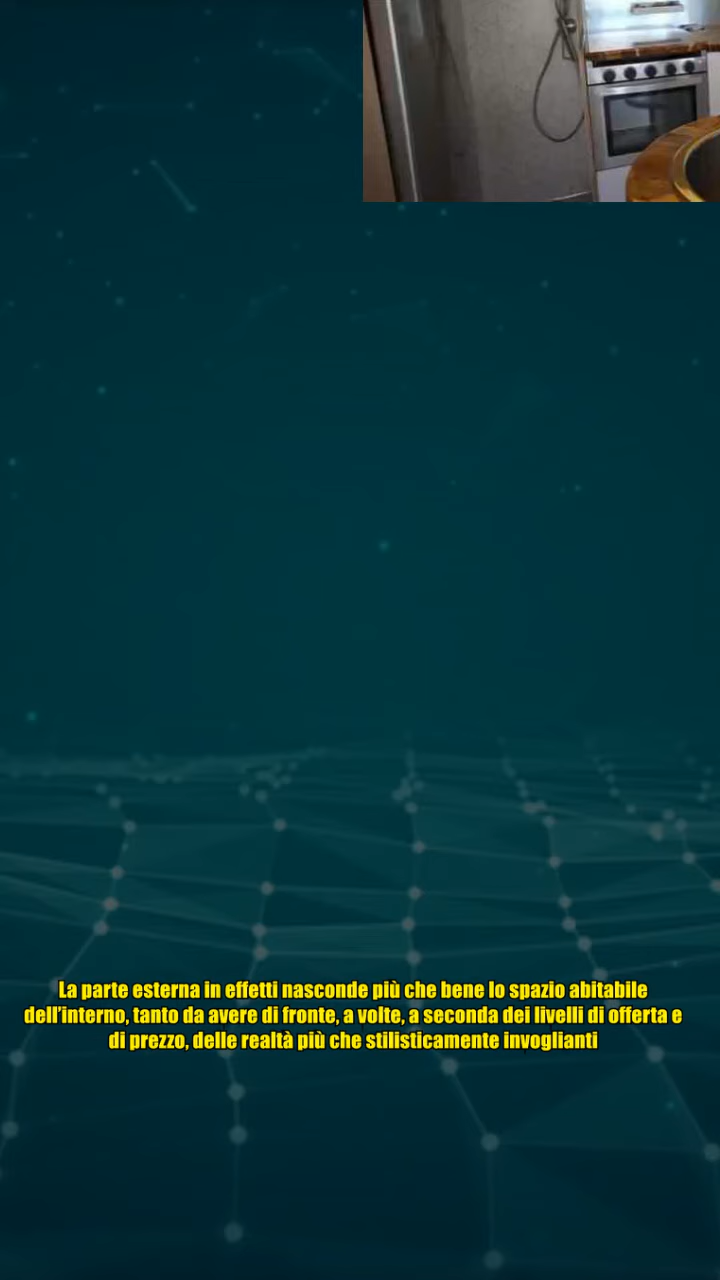 La parte esterna in effetti nasconde più che bene lo spazio abitabile
dell'interno, tanto da avere di fronte, a volte, a seconda dei livelli di offerta e
di prezzo, delle realtà più che stilisticamente invoglianti